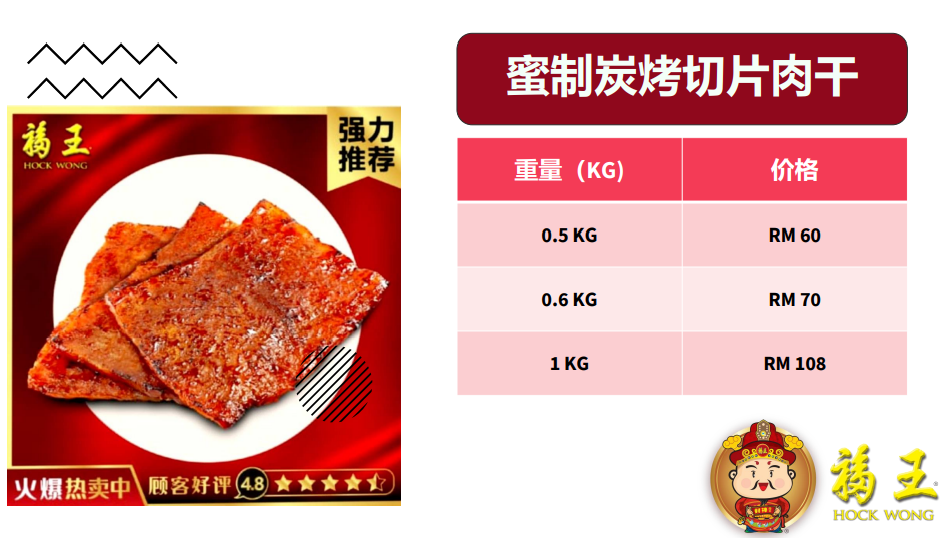 福王
HOCK WONG
强力
推荐
火爆热卖中
顾客好评
4.8
蜜制炭烤切片肉干
重量（KG）
价格
0.5 KG
RM 60
0.6 KG
RM 70
1 KG
RM 108
福王
HOCK WONG